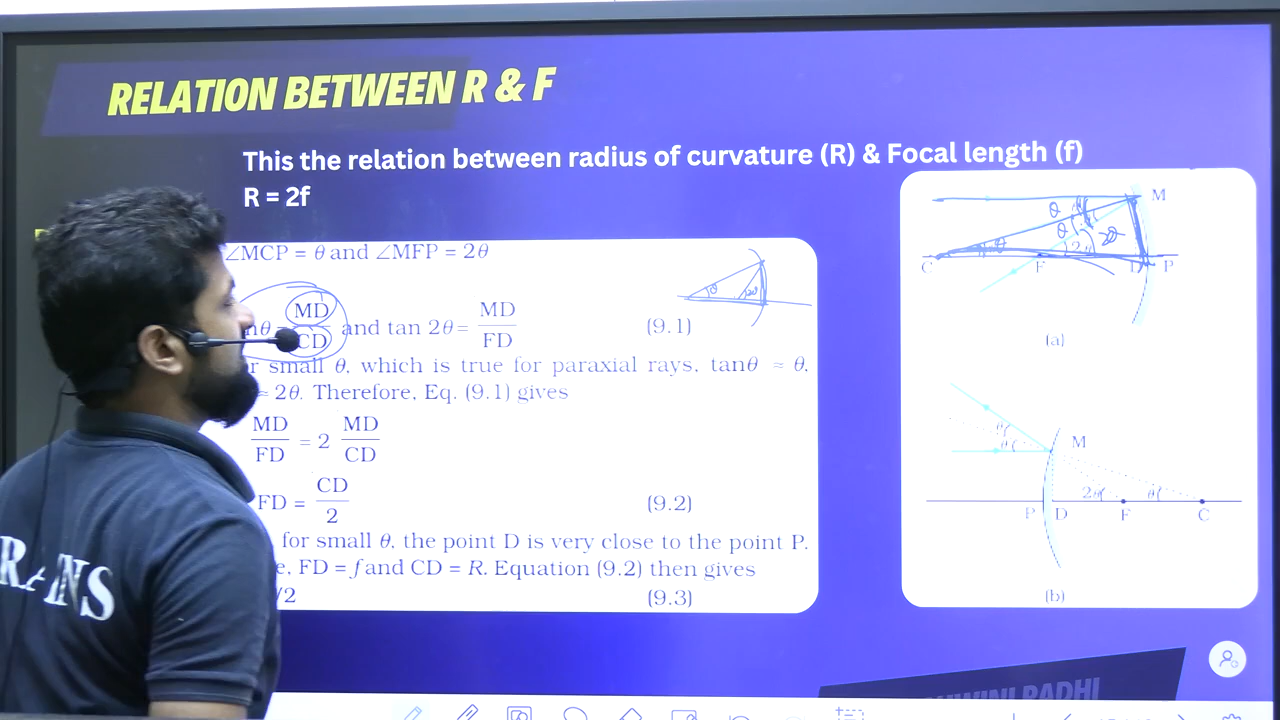 RELATION BETWEEN R & F
This the relation between radius of curvature (R) & Focal length (f)
R = 2f
∠MCP = θ and ∠MFP = 2θ
MD
CD
and tan 2θ = MD/FD (9.1)
small θ, which is true for paraxial rays, tanθ ≈ θ,
≈ 2θ. Therefore, Eq. (9.1) gives
MD/FD = 2 MD/CD
FD = CD/2 (9.2)
for small θ, the point D is very close to the point P.
FD = f and CD = R. Equation (9.2) then gives
/2 (9.3)
θ 2θ
M
θ
θ
θ 2θ 2θ
C F D P
(a)
θ
θ
M
2θ θ
P D F C
(b)